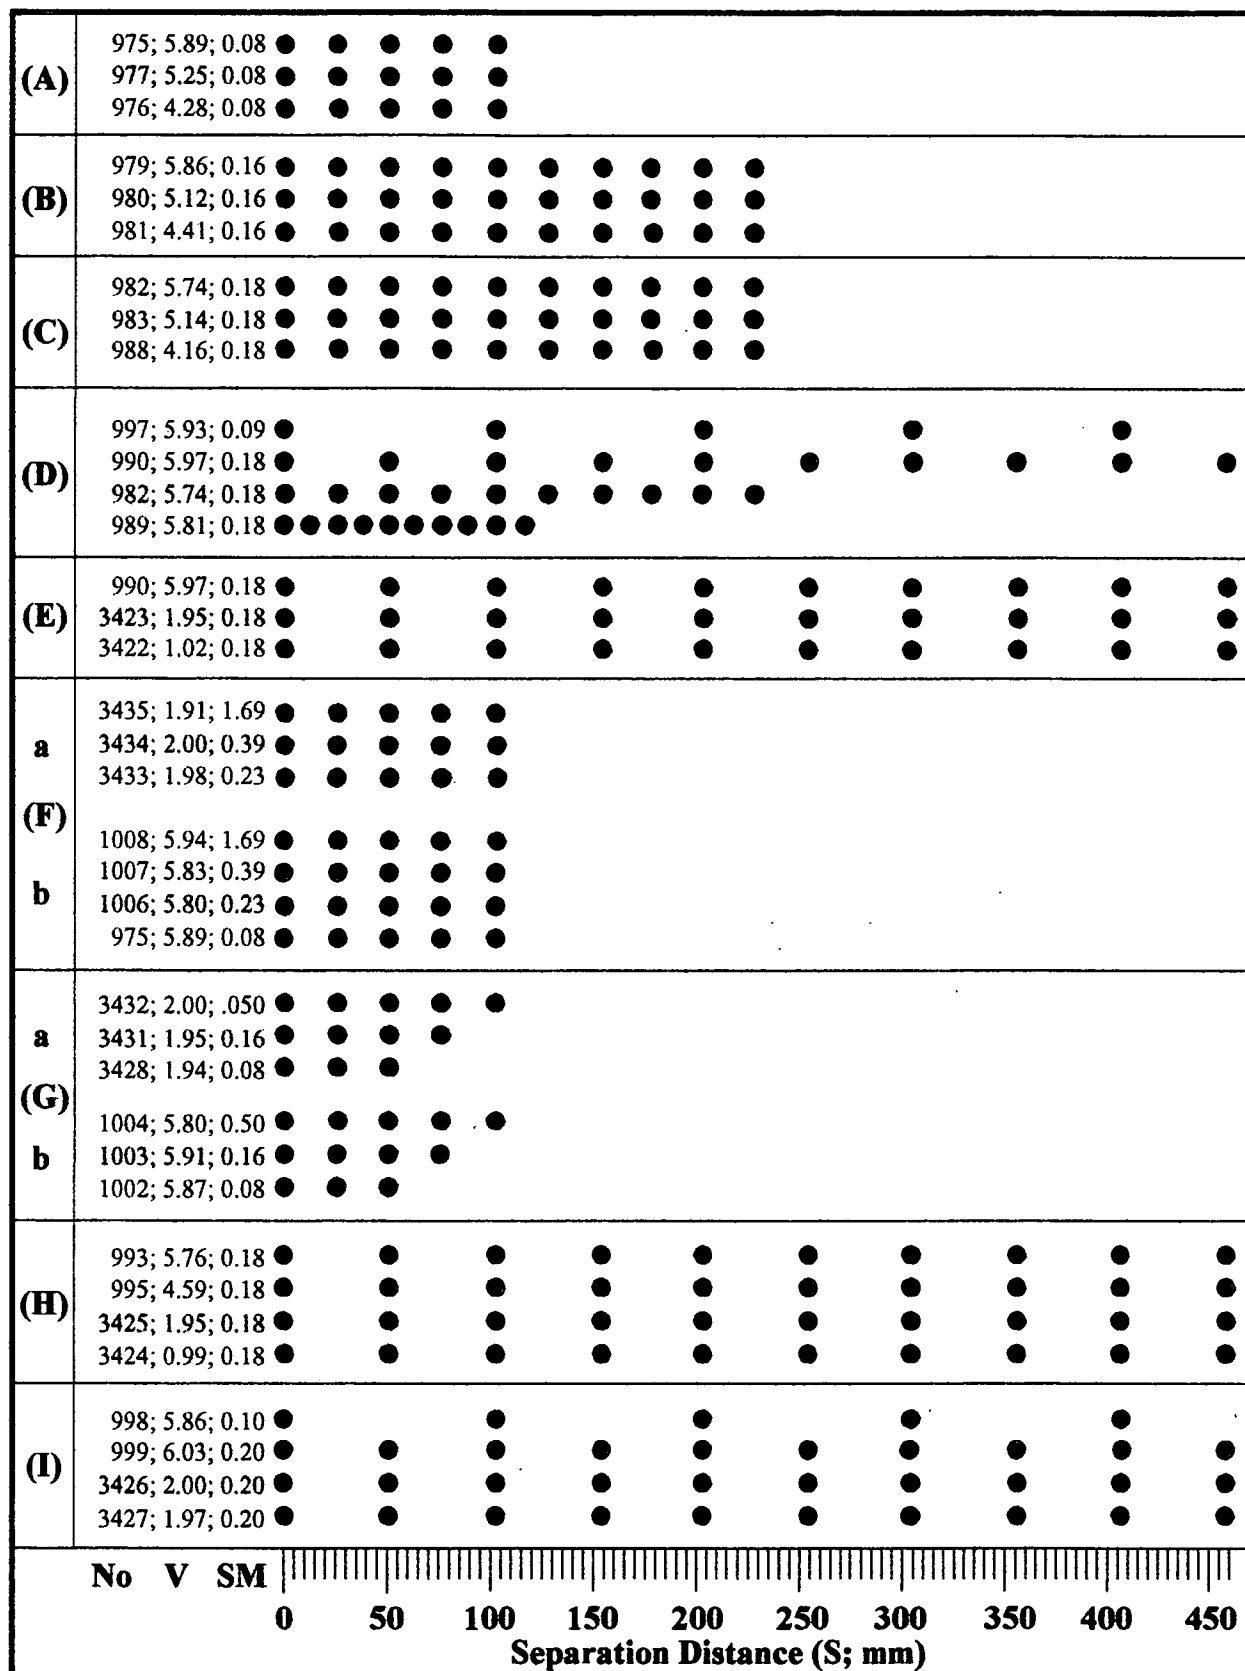 (A)
975; 5.89; 0.08
977; 5.25; 0.08
976; 4.28; 0.08
(B)
979; 5.86; 0.16
980; 5.12; 0.16
981; 4.41; 0.16
(C)
982; 5.74; 0.18
983; 5.14; 0.18
988; 4.16; 0.18
(D)
997; 5.93; 0.09
990; 5.97; 0.18
982; 5.74; 0.18
989; 5.81; 0.18
(E)
990; 5.97; 0.18
3423; 1.95; 0.18
3422; 1.02; 0.18
(F)
a
3435; 1.91; 1.69
3434; 2.00; 0.39
3433; 1.98; 0.23
b
1008; 5.94; 1.69
1007; 5.83; 0.39
1006; 5.80; 0.23
975; 5.89; 0.08
(G)
a
3432; 2.00; .050
3431; 1.95; 0.16
3428; 1.94; 0.08
b
1004; 5.80; 0.50
1003; 5.91; 0.16
1002; 5.87; 0.08
(H)
993; 5.76; 0.18
995; 4.59; 0.18
3425; 1.95; 0.18
3424; 0.99; 0.18
(I)
998; 5.86; 0.10
999; 6.03; 0.20
3426; 2.00; 0.20
3427; 1.97; 0.20
No V SM
0 50 100 150 200 250 300 350 400 450
Separation Distance (S; mm)